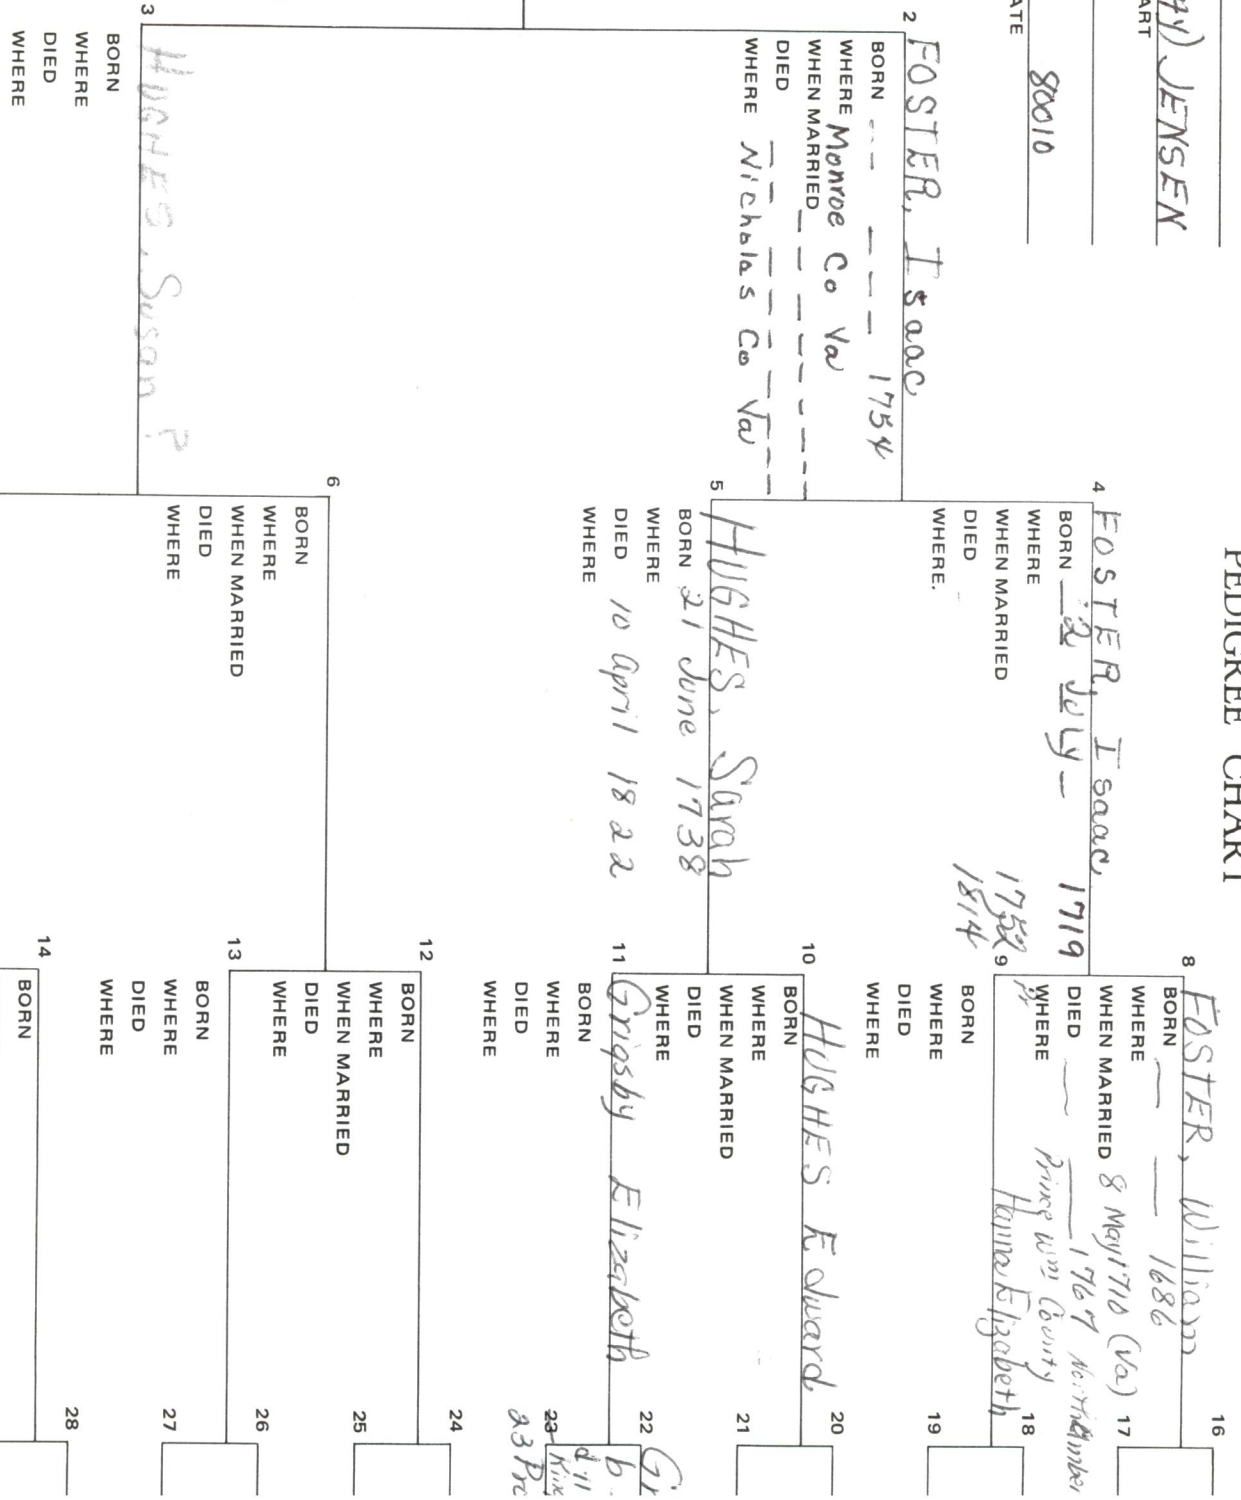 PEDIGREE CHART
JENSEN
ART
ATE
80010
2 FOSTER, Isaac
BORN -- --- 1754
WHERE Monroe Co Va
WHEN MARRIED
DIED
WHERE Nicholas Co Va
3 HUGHES, Susan ?
BORN
WHERE
DIED
WHERE
4 FOSTER, Isaac
BORN — 2 July — 1719
WHERE
WHEN MARRIED 1752
DIED 1814
WHERE.
5 HUGHES, Sarah
BORN 21 June 1738
WHERE
DIED 10 April 1822
WHERE
6
BORN
WHERE
WHEN MARRIED
DIED
WHERE
8 FOSTER, William
BORN — — 1686
WHERE
WHEN MARRIED 8 May 1710 (Va)
DIED — — 1767
WHERE Prince Wm County
9 Hanna Elizabeth
BORN
WHERE
DIED
WHERE
10 HUGHES Edward
BORN
WHERE
WHEN MARRIED
DIED
WHERE
11 Grigsby Elizabeth
BORN
WHERE
DIED
WHERE
12
BORN
WHERE
WHEN MARRIED
DIED
WHERE
13
BORN
WHERE
DIED
WHERE
14
BORN
16
17
18
19
20
21
22 Gr
b.
23
23 Pro
24
25
26
27
28